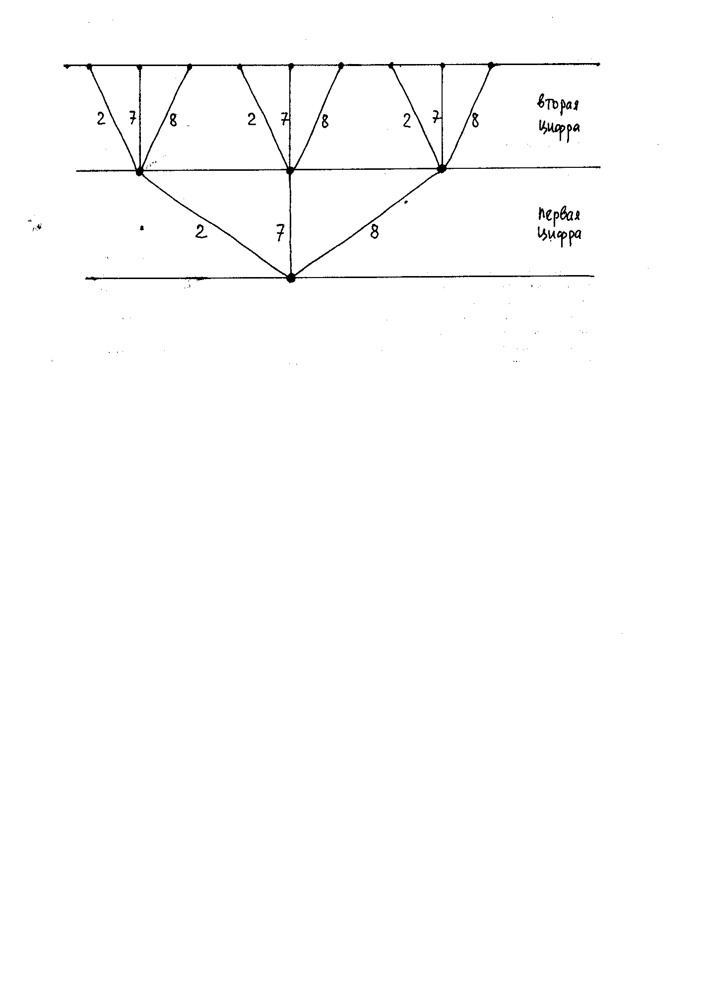 2 7 8 2 7 8 2 7 8
вторая
цифра
первая
цифра
2 7 8